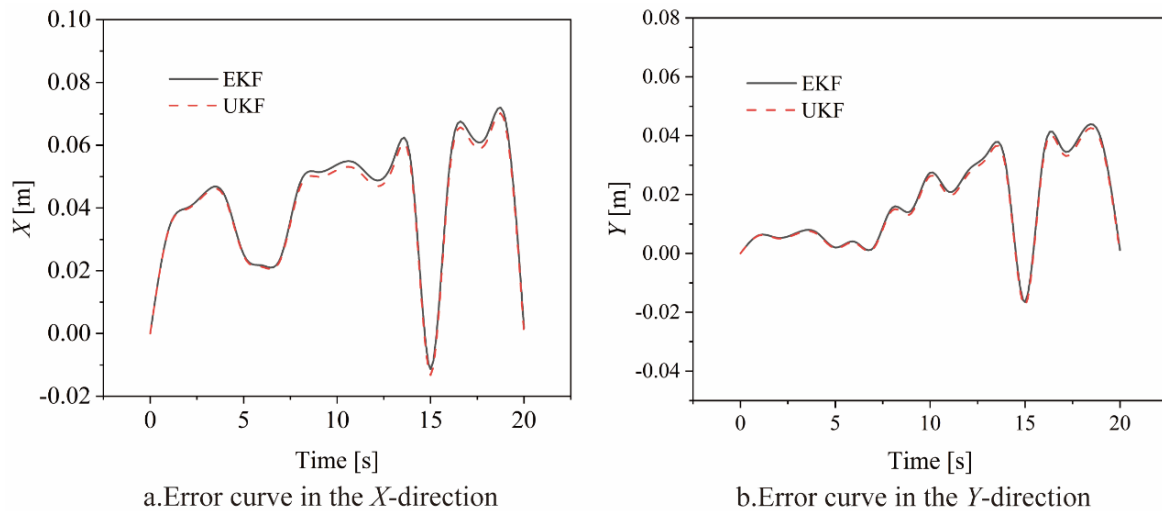 0.10
0.08
0.06
0.04
0.02
0.00
-0.02
X [m]
EKF
UKF
0
5
10
15
20
Time [s]
a.Error curve in the X-direction
0.08
0.06
0.04
0.02
0.00
-0.02
-0.04
Y [m]
EKF
UKF
0
5
10
15
20
Time [s]
b.Error curve in the Y-direction